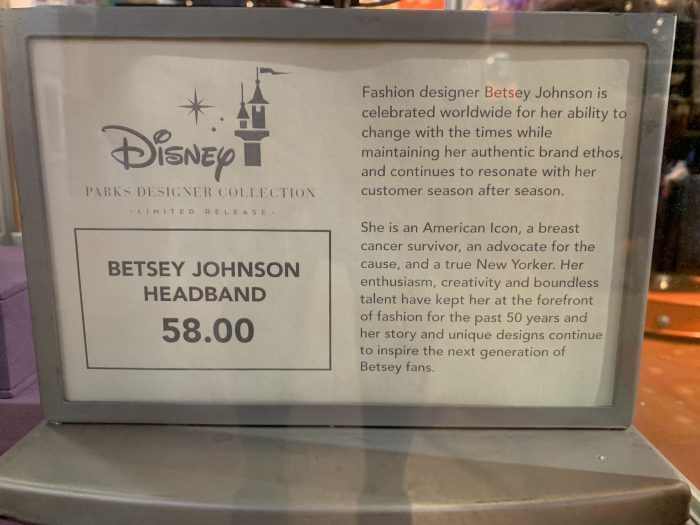 Disney
PARKS DESIGNER COLLECTION
· LIMITED RELEASE ·
BETSEY JOHNSON
HEADBAND
58.00
Fashion designer Betsey Johnson is
celebrated worldwide for her ability to
change with the times while
maintaining her authentic brand ethos,
and continues to resonate with her
customer season after season.
She is an American Icon, a breast
cancer survivor, an advocate for the
cause, and a true New Yorker. Her
enthusiasm, creativity and boundless
talent have kept her at the forefront
of fashion for the past 50 years and
her story and unique designs continue
to inspire the next generation of
Betsey fans.